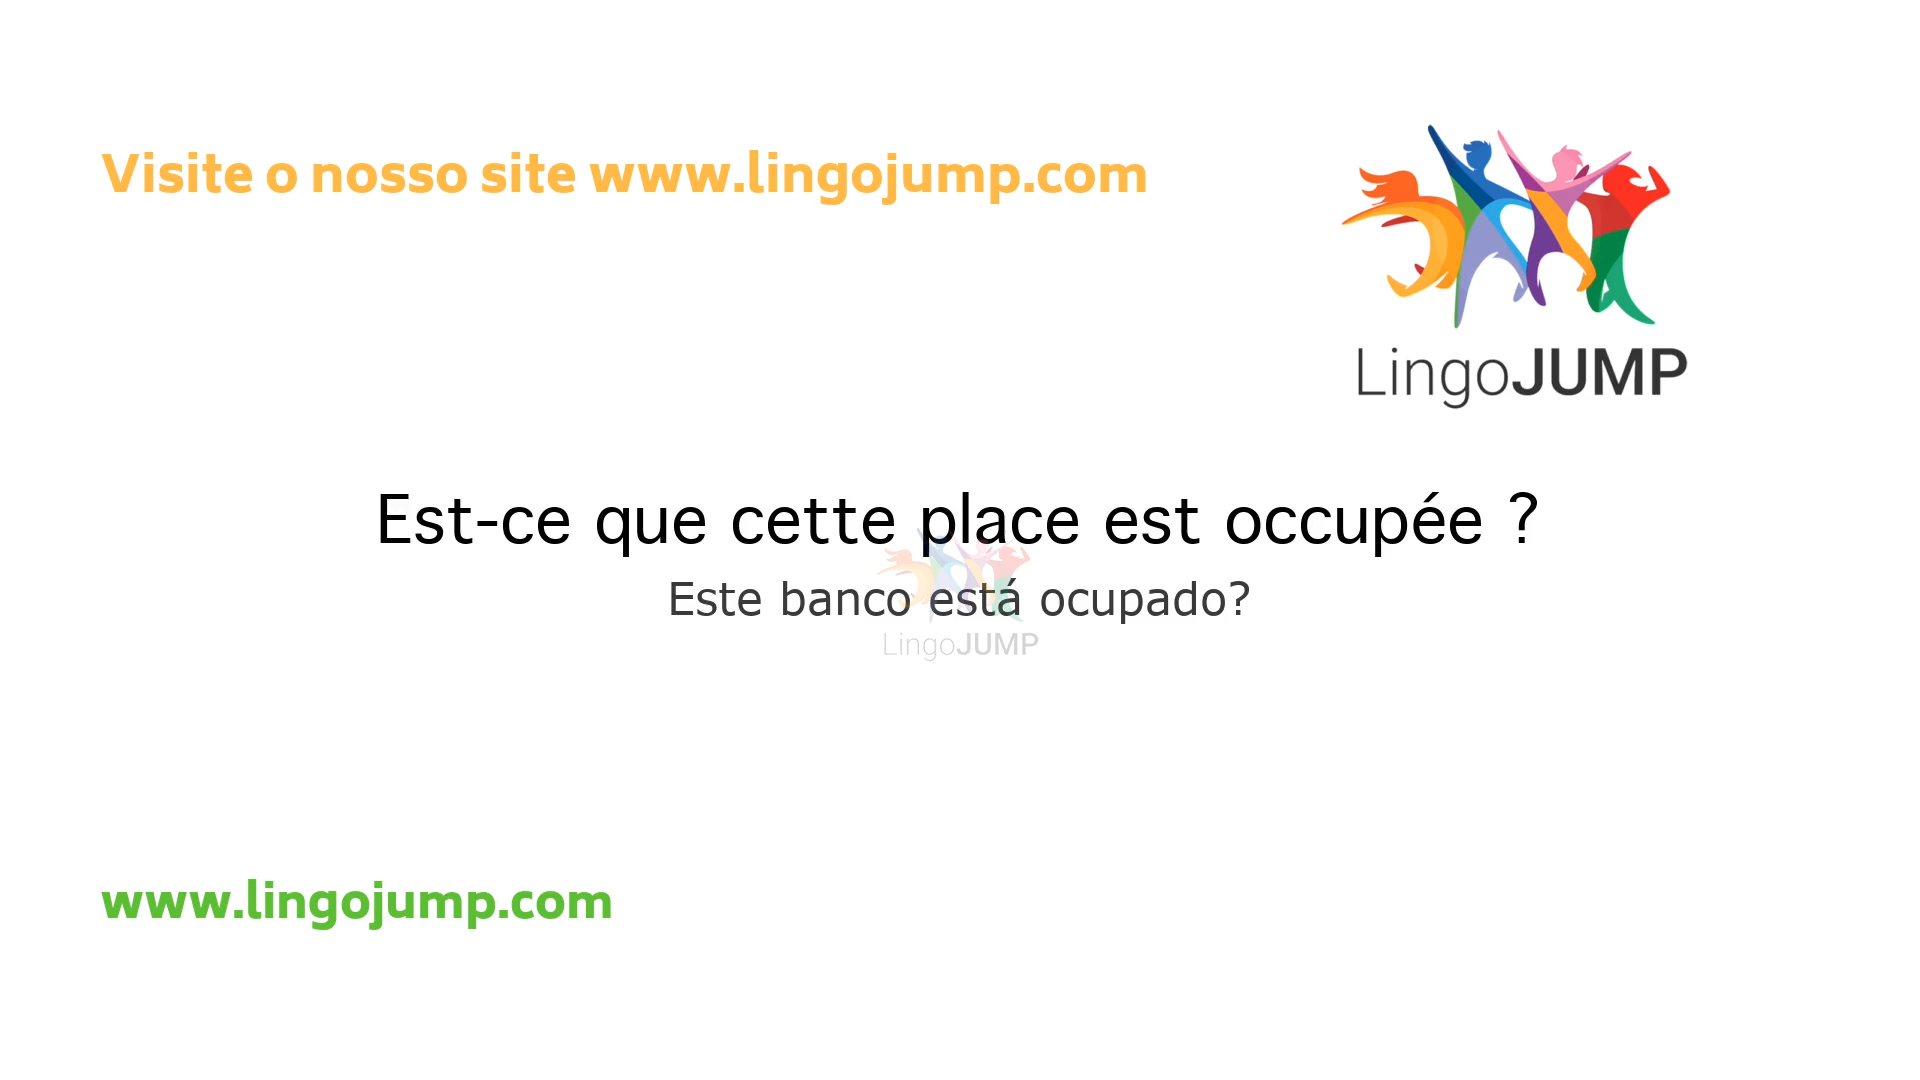 Visite o nosso site www.lingojump.com
LingoJUMP
Est-ce que cette place est occupée ?
Este banco está ocupado?
LingoJUMP
www.lingojump.com